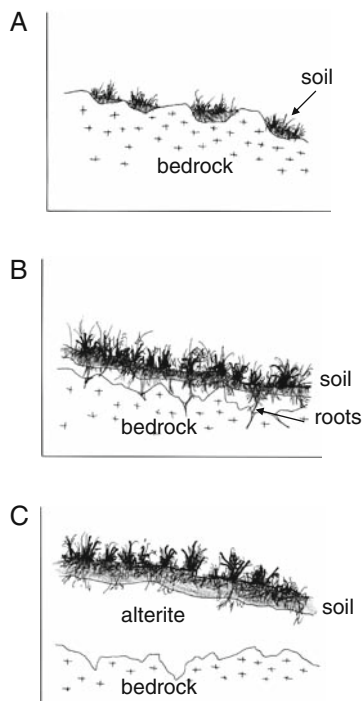 A
soil
bedrock
B
soil
roots
bedrock
C
soil
alterite
bedrock